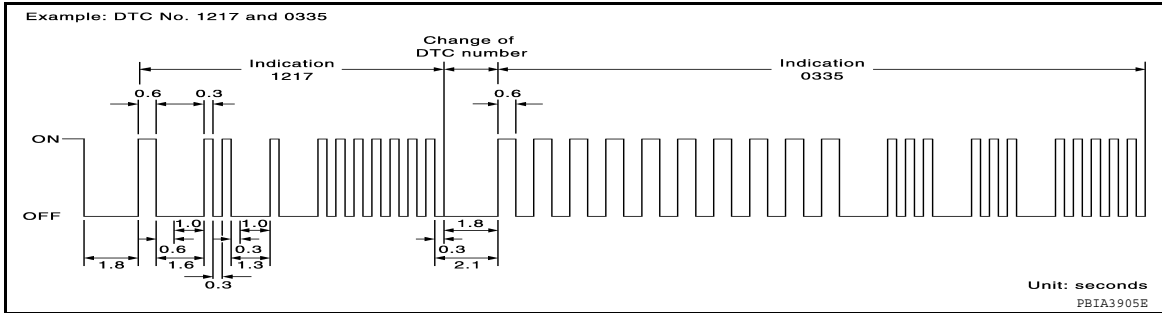 Example: DTC No. 1217 and 0335
Change of
DTC number
Indication
1217
Indication
0335
0.6
0.3
0.6
ON
OFF
1.0
1.0
1.8
0.6
0.3
0.3
1.8
1.6
1.3
2.1
0.3
Unit: seconds
PBIA3905E